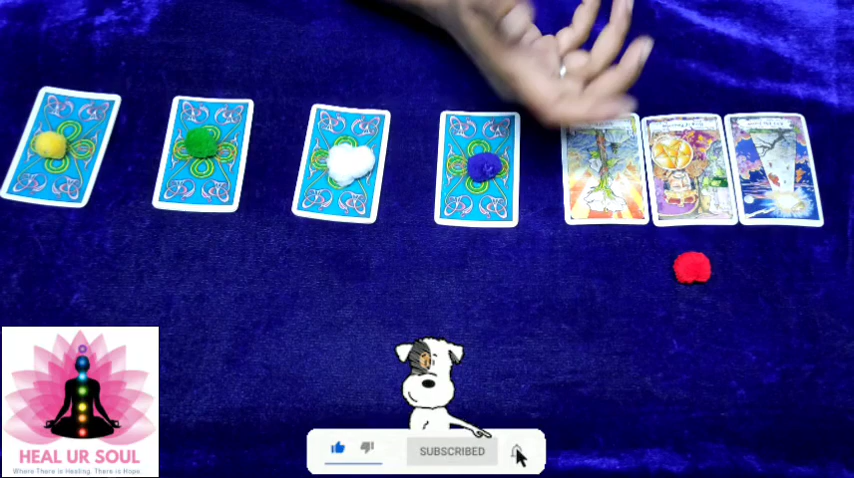 SUBSCRIBED
HEAL UR SOUL
Where There is Healing. There is Hope.